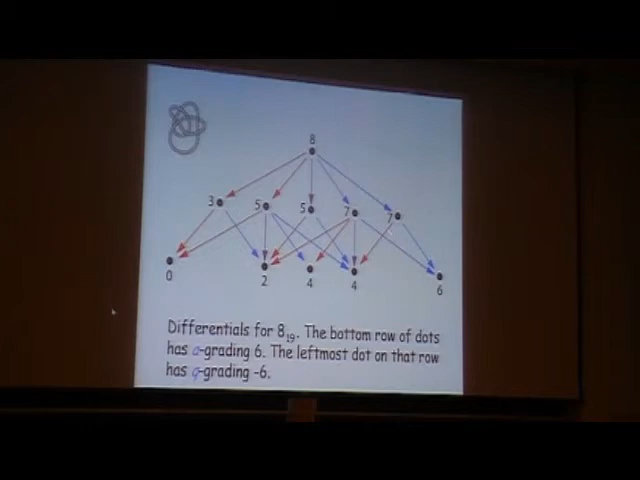 8
3 5 5 7 7
0 2 4 4 6
Differentials for 8₁₉. The bottom row of dots
has a-grading 6. The leftmost dot on that row
has q-grading -6.